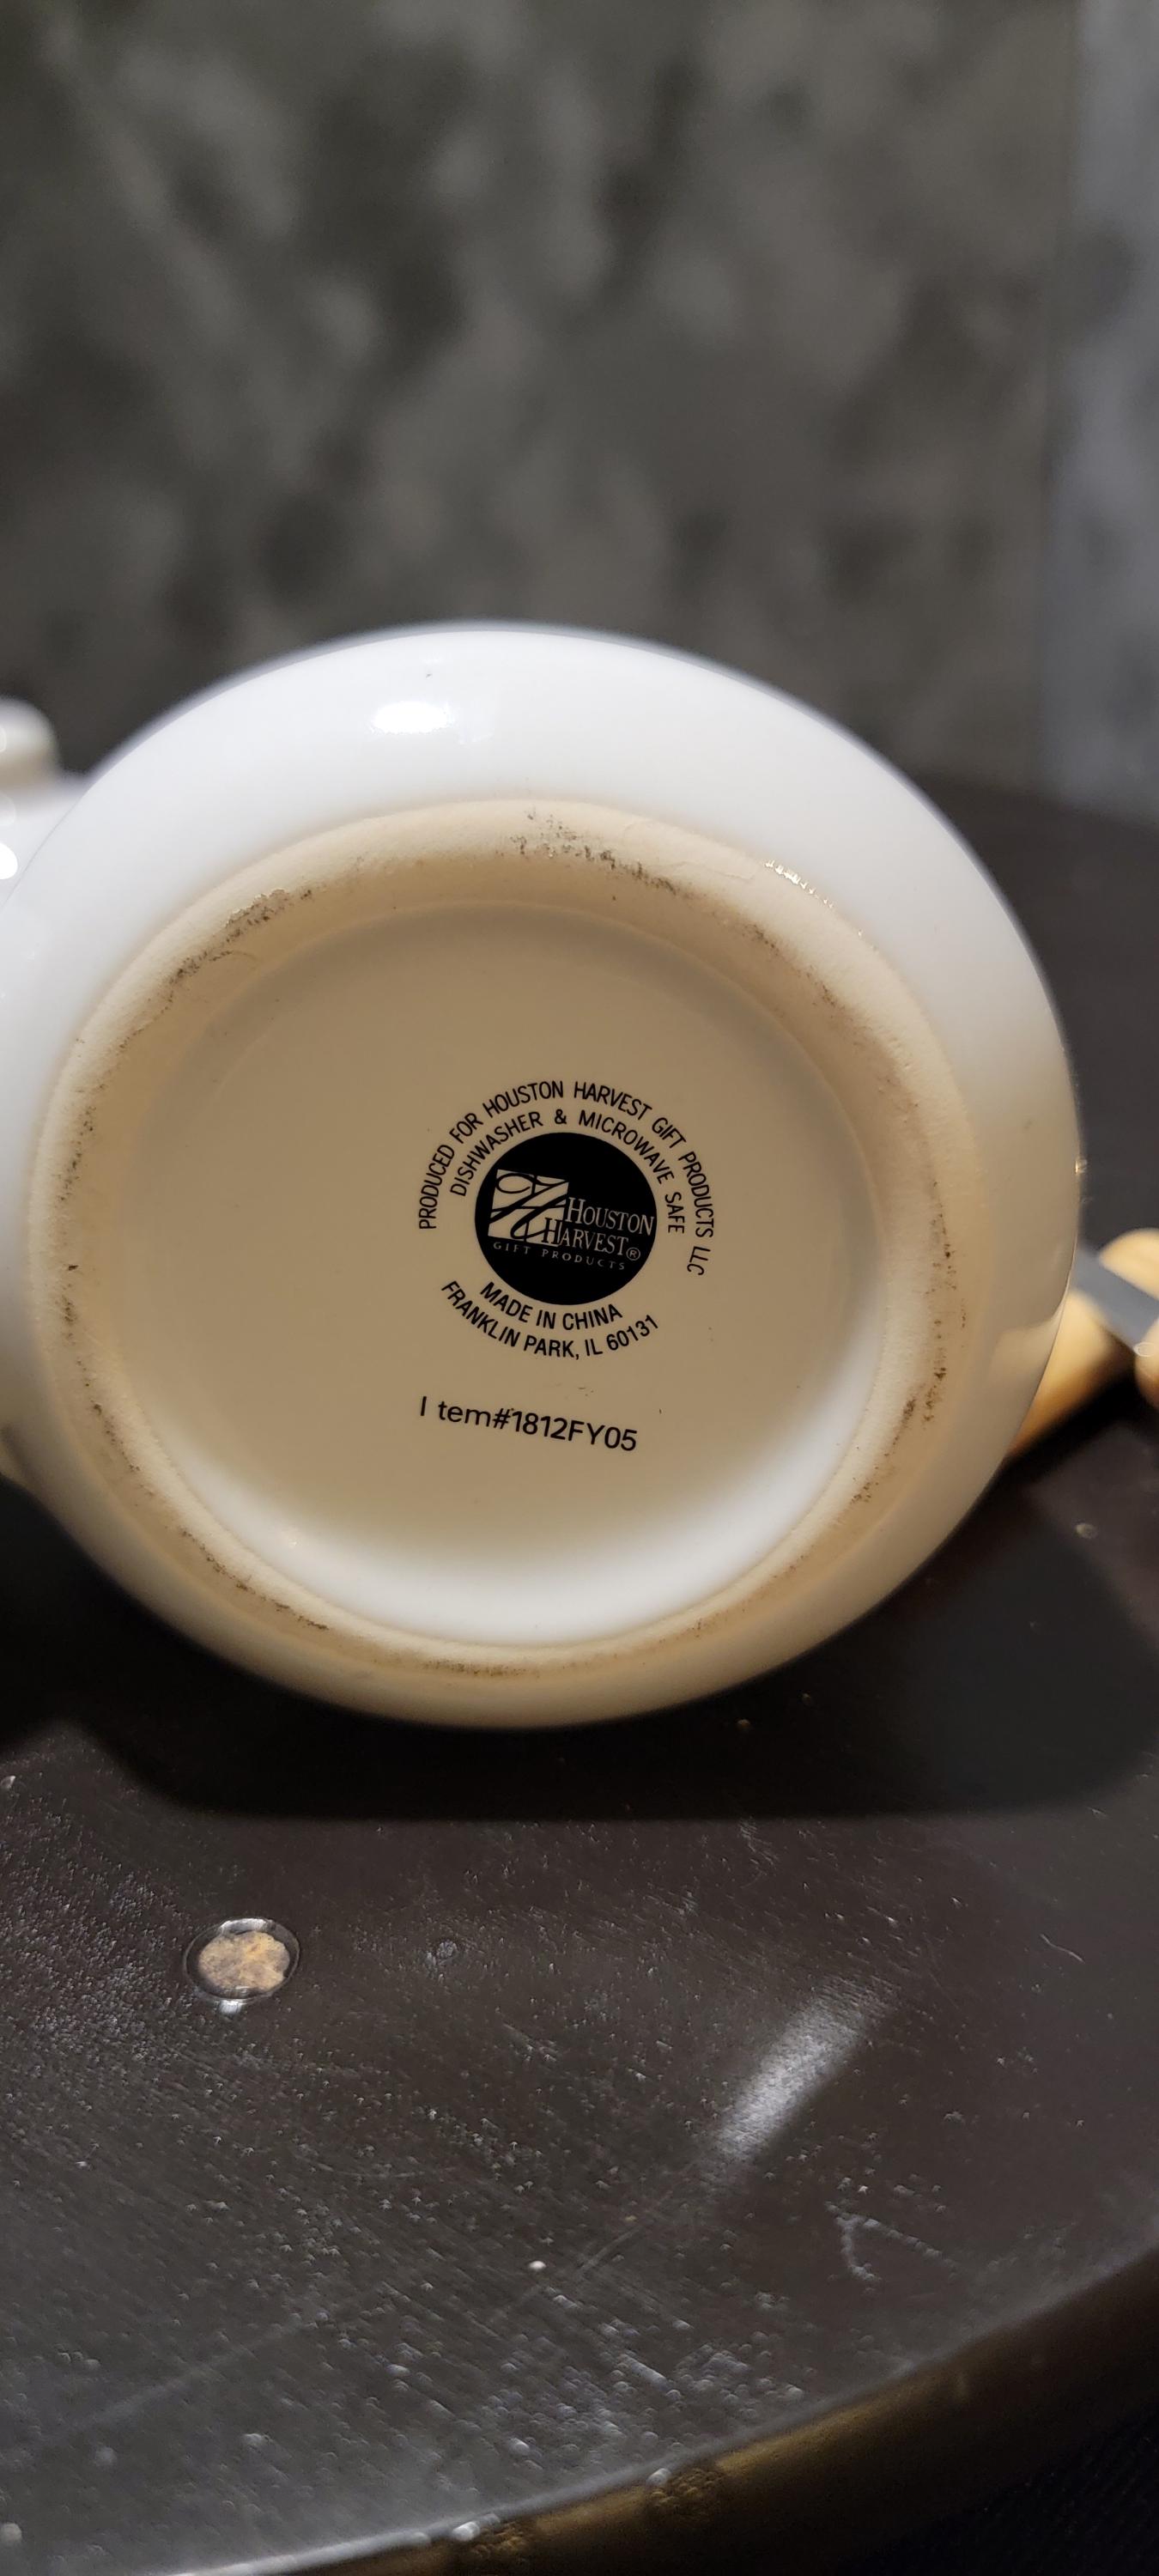 PRODUCED FOR HOUSTON HARVEST GIFT PRODUCTS LLC
DISHWASHER & MICROWAVE SAFE
HOUSTON
HARVEST®
GIFT PRODUCTS
MADE IN CHINA
FRANKLIN PARK, IL 60131
I tem#1812FY05